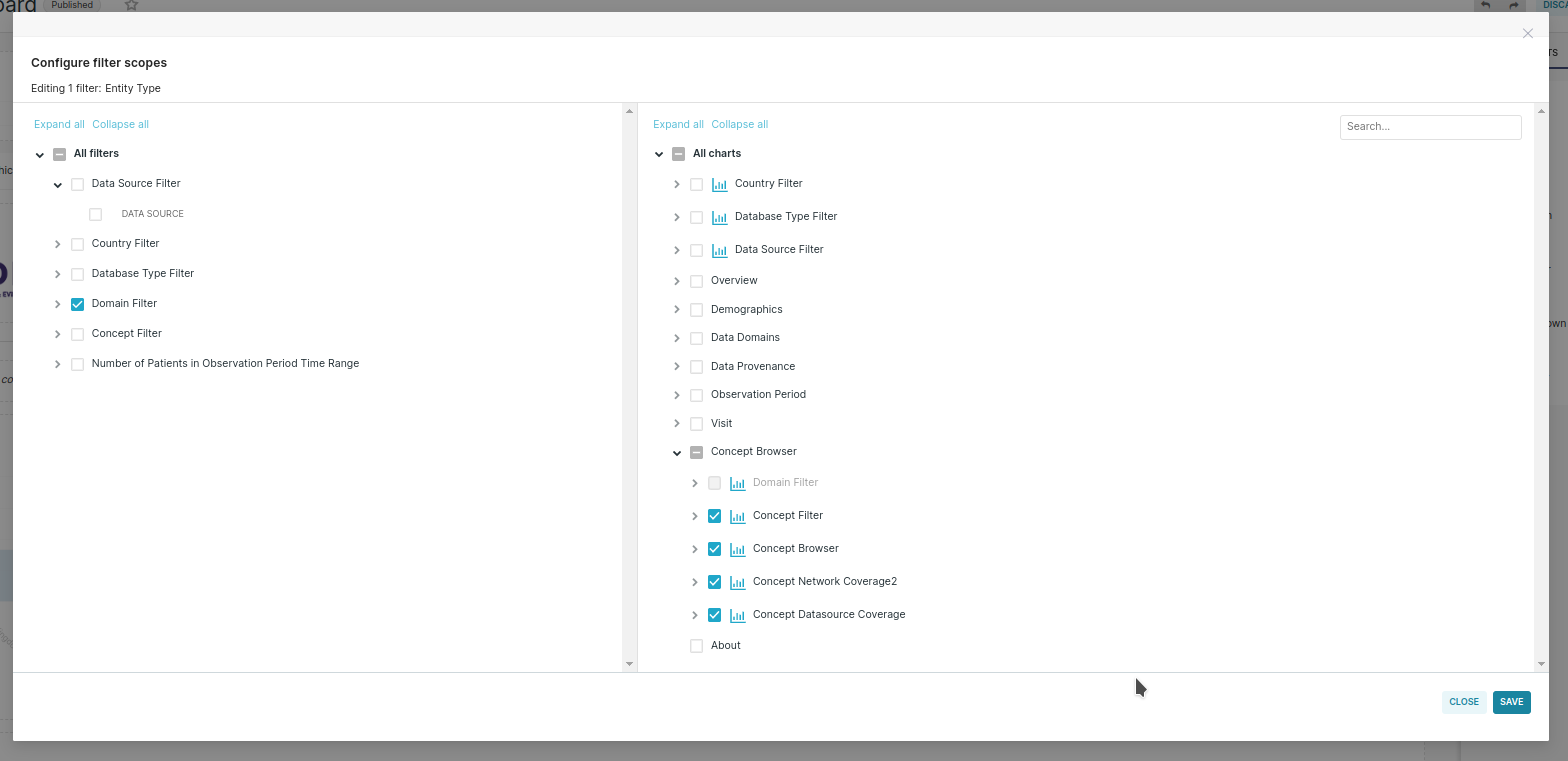 ard
Published
DISCA
Configure filter scopes
Editing 1 filter: Entity Type
Expand all Collapse all
All filters
Data Source Filter
DATA SOURCE
Country Filter
Database Type Filter
Domain Filter
Concept Filter
Number of Patients in Observation Period Time Range
Expand all Collapse all
Search...
All charts
Country Filter
Database Type Filter
Data Source Filter
Overview
Demographics
Data Domains
Data Provenance
Observation Period
Visit
Concept Browser
Domain Filter
Concept Filter
Concept Browser
Concept Network Coverage2
Concept Datasource Coverage
About
CLOSE SAVE